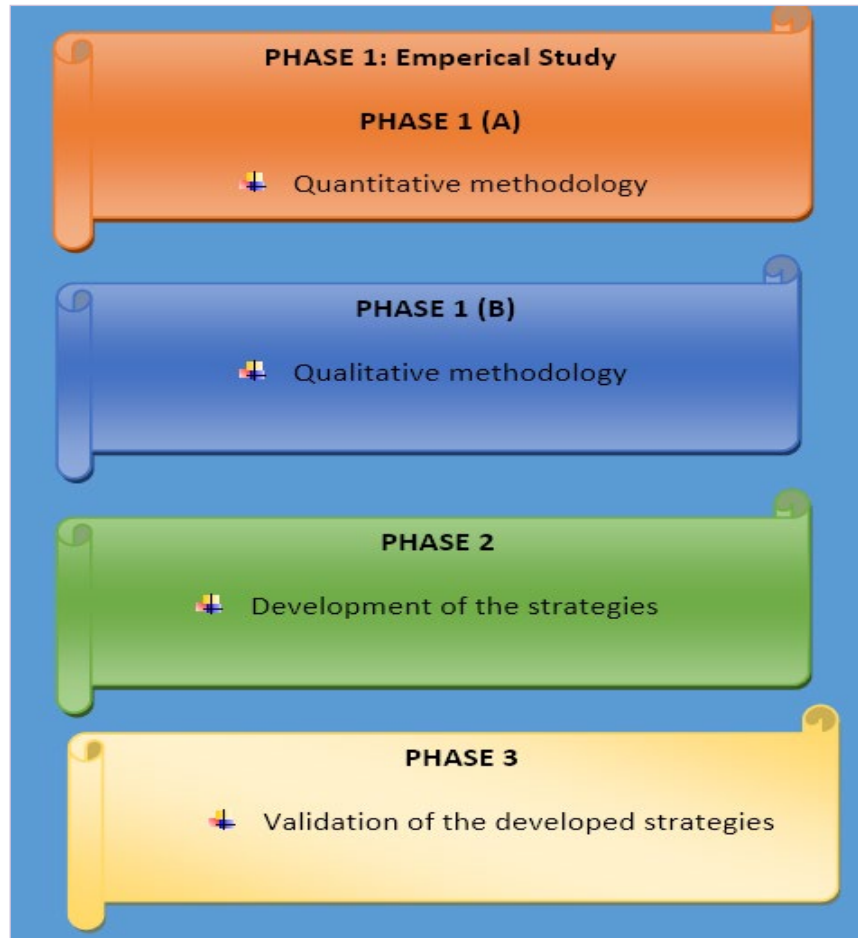 PHASE 1: Emperical Study
PHASE 1 (A)
Quantitative methodology
PHASE 1 (B)
Qualitative methodology
PHASE 2
Development of the strategies
PHASE 3
Validation of the developed strategies